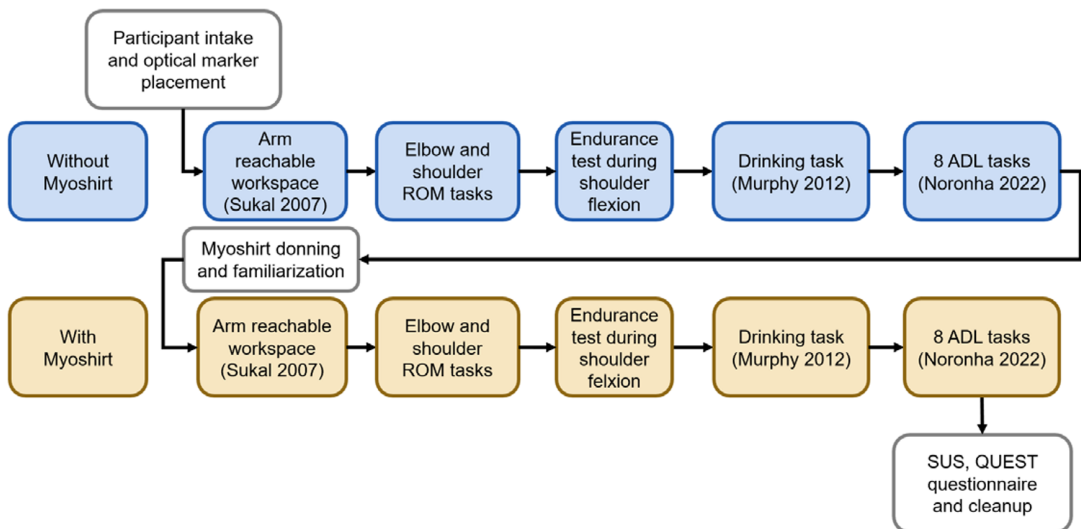 Participant intake
and optical marker
placement
Without
Myoshirt
Arm
reachable
workspace
(Sukal 2007)
Elbow and
shoulder
ROM tasks
Endurance
test during
shoulder
flexion
Drinking task
(Murphy 2012)
8 ADL tasks
(Noronha 2022)
Myoshirt donning
and familiarization
With
Myoshirt
Arm reachable
workspace
(Sukal 2007)
Elbow and
shoulder
ROM tasks
Endurance
test during
shoulder
felxion
Drinking task
(Murphy 2012)
8 ADL tasks
(Noronha 2022)
SUS, QUEST
questionnaire
and cleanup